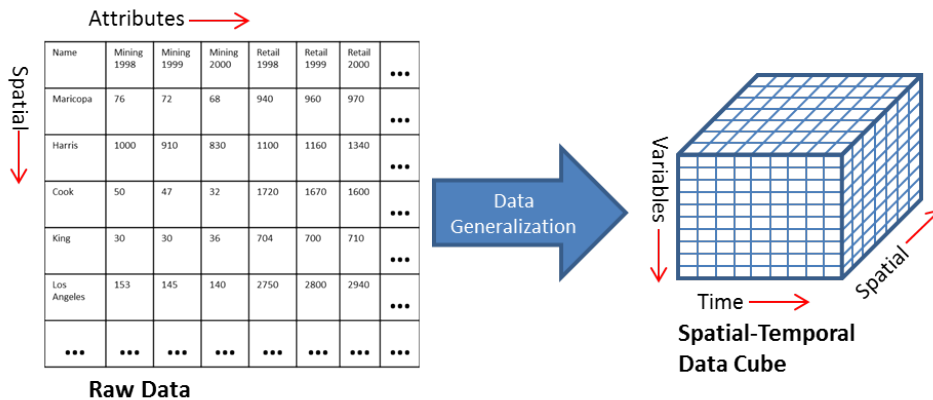 Attributes
Spatial
Name Mining 1998 Mining 1999 Mining 2000 Retail 1998 Retail 1999 Retail 2000 ...
Maricopa 76 72 68 940 960 970 ...
Harris 1000 910 830 1100 1160 1340 ...
Cook 50 47 32 1720 1670 1600 ...
King 30 30 36 704 700 710 ...
Los Angeles 153 145 140 2750 2800 2940 ...
... ... ... ... ... ... ... ...
Raw Data
Data
Generalization
Variables
Time
Spatial
Spatial-Temporal
Data Cube